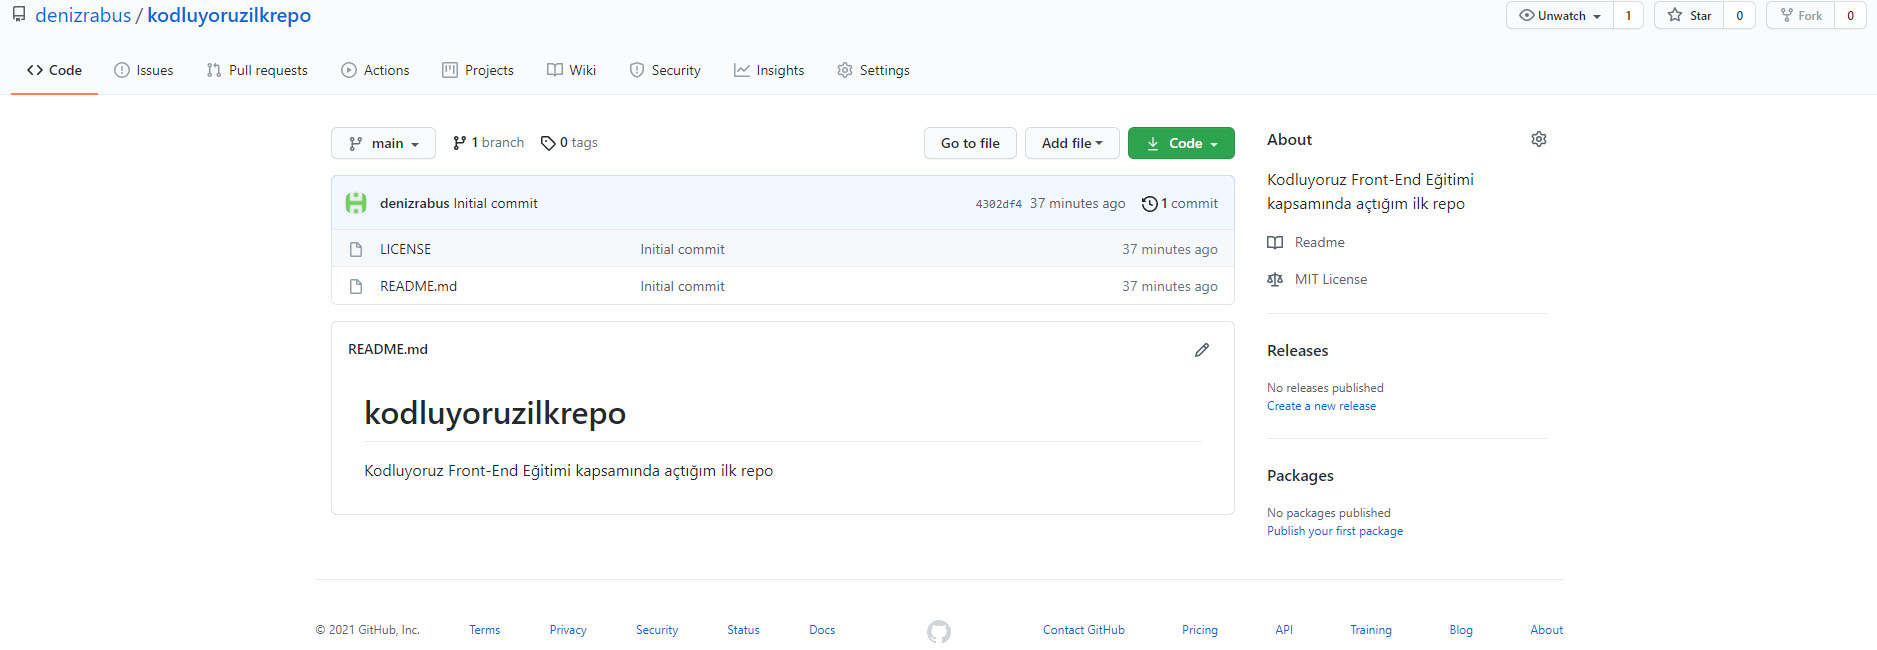 denizrabus / kodluyoruzilkrepo
Unwatch 1 Star 0 Fork 0
Code Issues Pull requests Actions Projects Wiki Security Insights Settings
main 1 branch 0 tags Go to file Add file Code
denizrabus Initial commit 4302df4 37 minutes ago 1 commit
LICENSE Initial commit 37 minutes ago
README.md Initial commit 37 minutes ago
README.md
kodluyoruzilkrepo
Kodluyoruz Front-End Eğitimi kapsamında açtığım ilk repo
About
Kodluyoruz Front-End Eğitimi
kapsamında açtığım ilk repo
Readme
MIT License
Releases
No releases published
Create a new release
Packages
No packages published
Publish your first package
© 2021 GitHub, Inc. Terms Privacy Security Status Docs Contact GitHub Pricing API Training Blog About